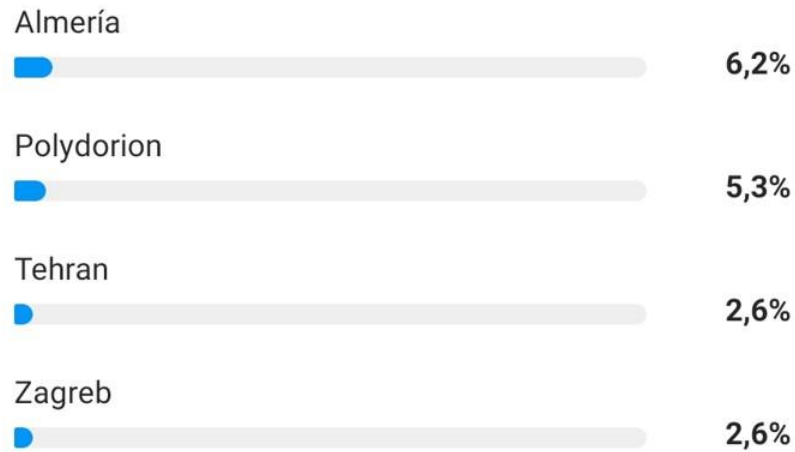 Almería
6,2%
Polydorion
5,3%
Tehran
2,6%
Zagreb
2,6%